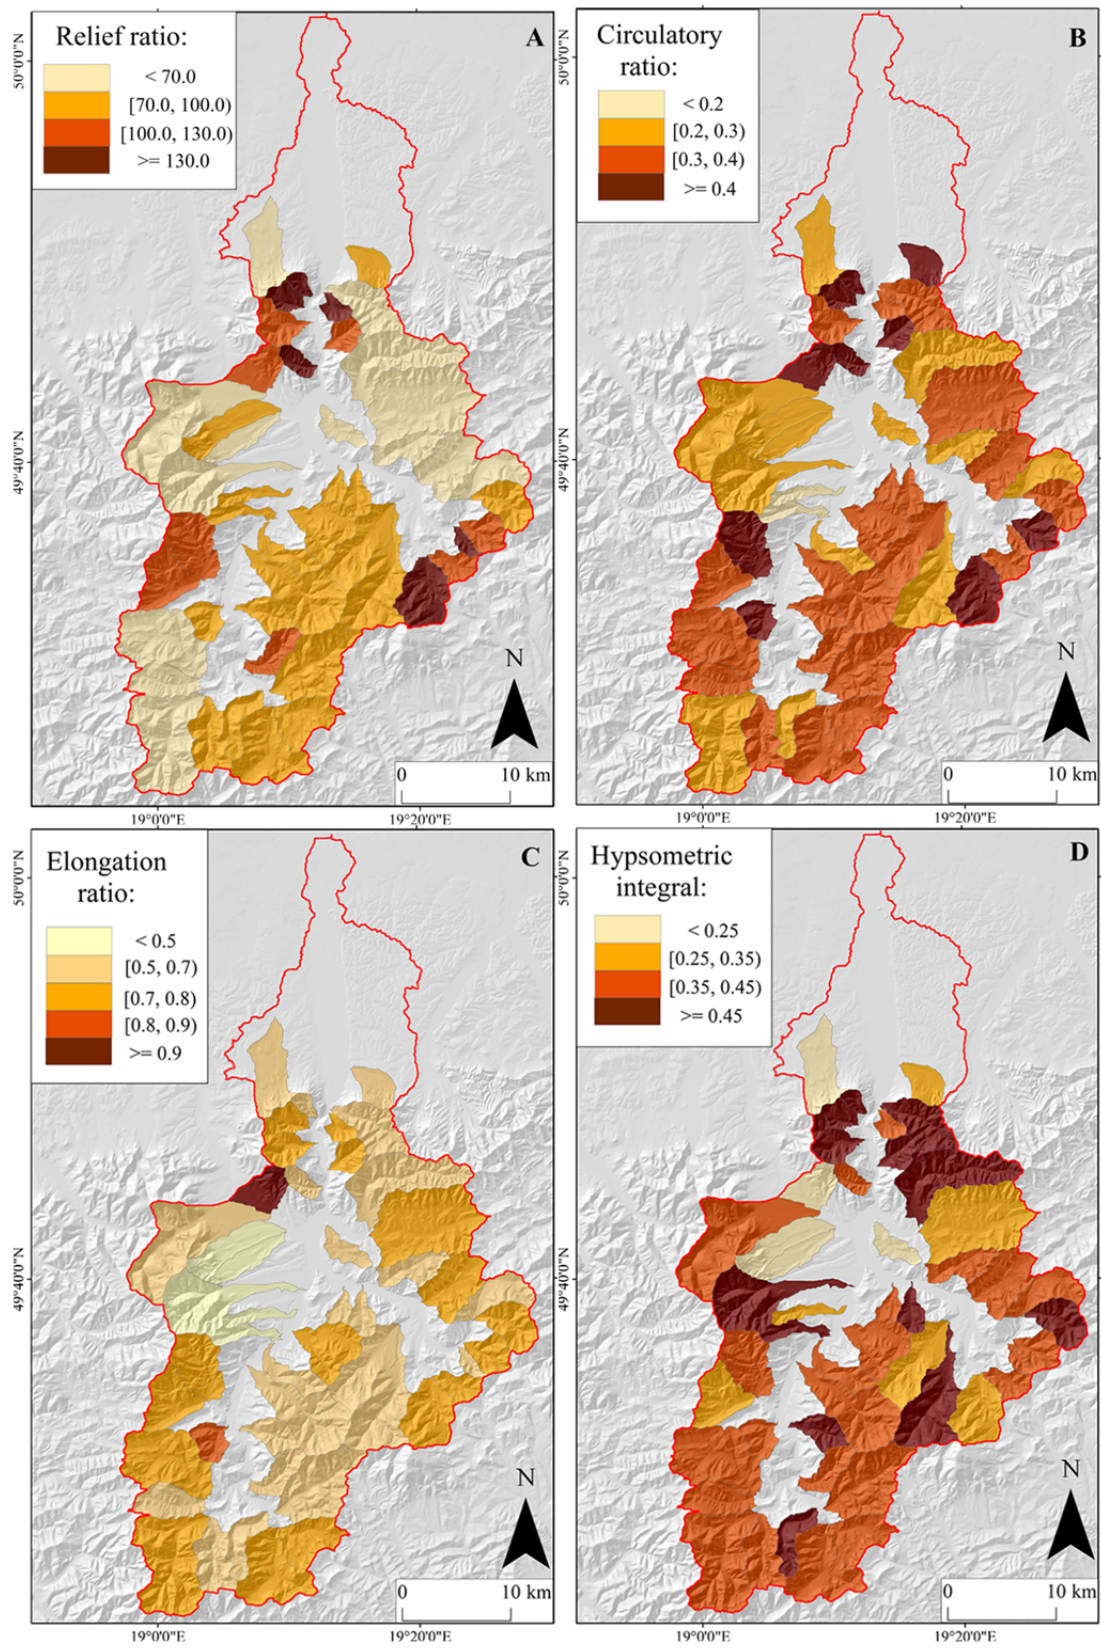 Relief ratio:
A
< 70.0
[70.0, 100.0)
[100.0, 130.0)
>= 130.0
50°0'0"N
49°40'0"N
N
0 10 km
19°0'0"E 19°20'0"E
Circulatory
ratio:
B
< 0.2
[0.2, 0.3)
[0.3, 0.4)
>= 0.4
50°0'0"N
49°40'0"N
N
0 10 km
19°0'0"E 19°20'0"E
Elongation
ratio:
C
< 0.5
[0.5, 0.7)
[0.7, 0.8)
[0.8, 0.9)
>= 0.9
50°0'0"N
49°40'0"N
N
0 10 km
19°0'0"E 19°20'0"E
Hypsometric
integral:
D
< 0.25
[0.25, 0.35)
[0.35, 0.45)
>= 0.45
50°0'0"N
49°40'0"N
N
0 10 km
19°0'0"E 19°20'0"E